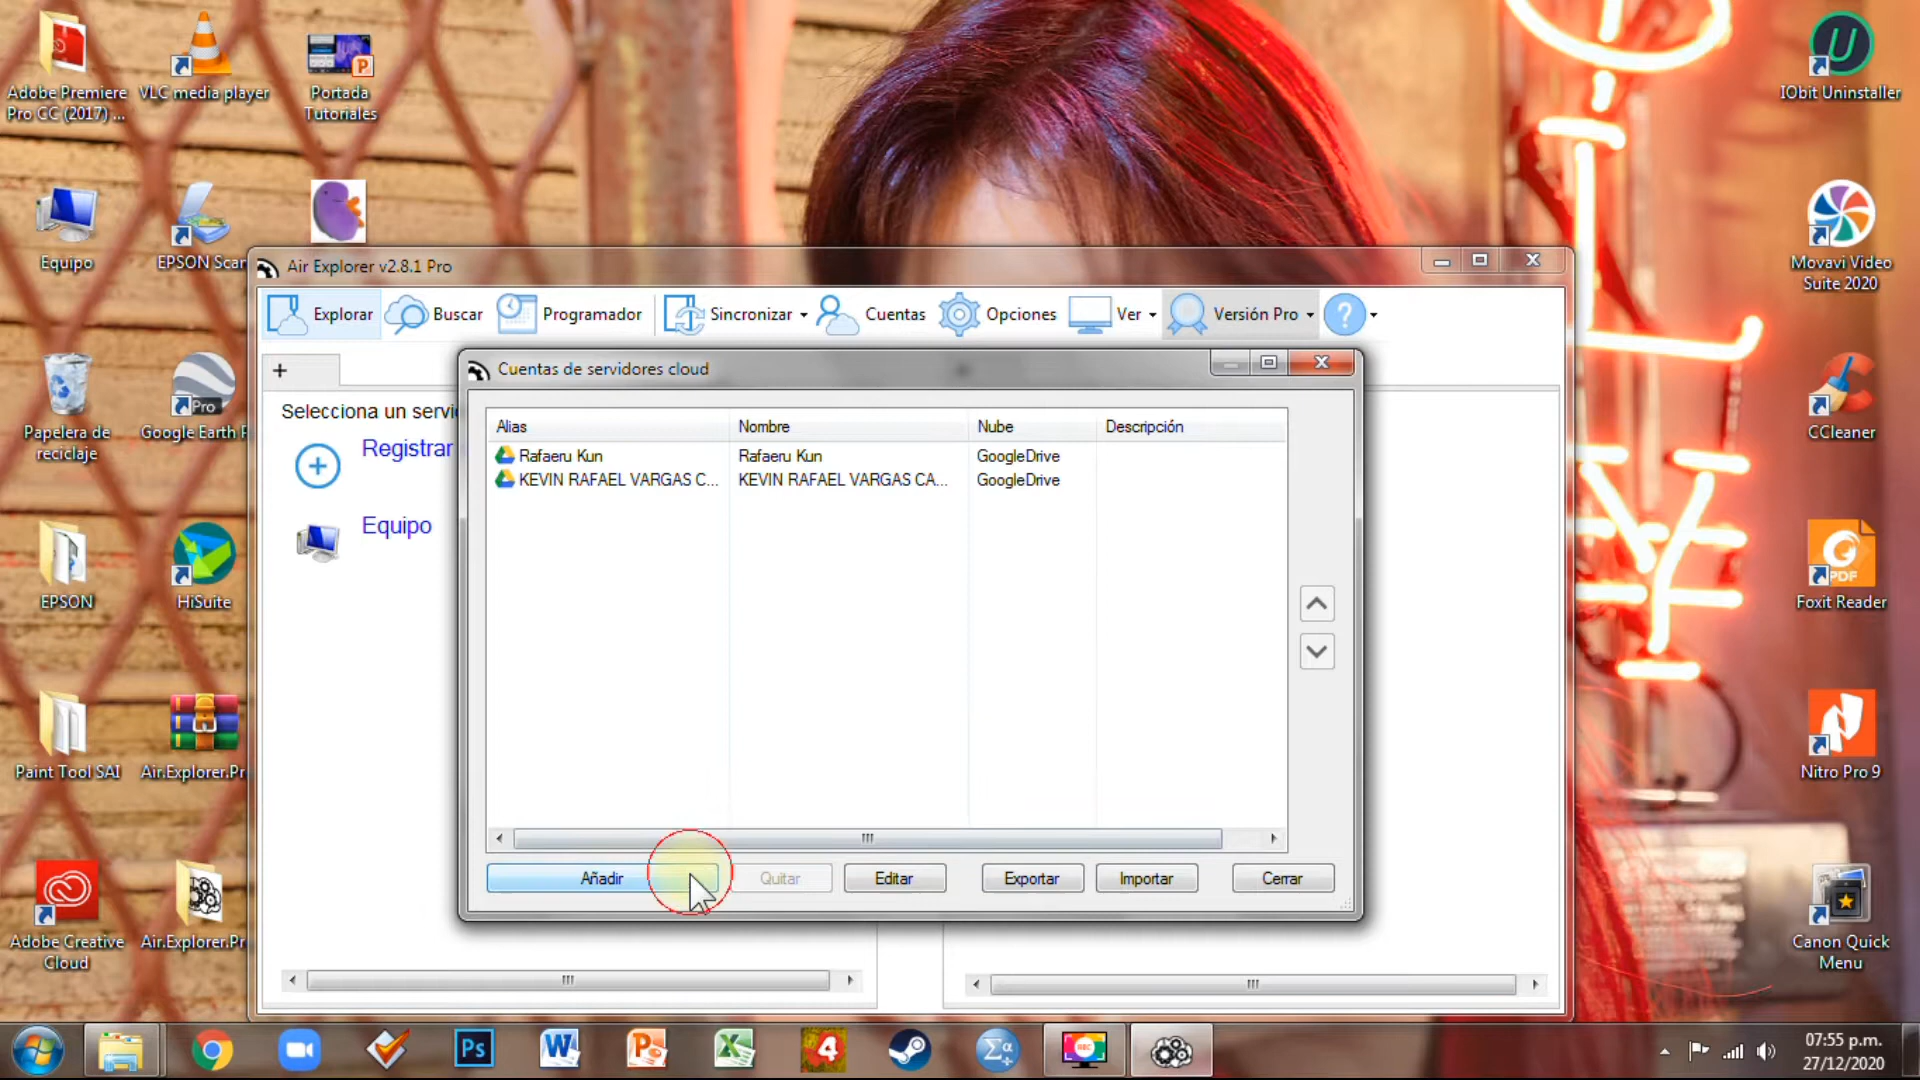 Adobe Premiere
Pro CC (2017) ...
VLC media player
Portada
Tutoriales
IObit Uninstaller
Equipo
EPSON Scan
Movavi Video
Suite 2020
Air Explorer v2.8.1 Pro
Explorar
Buscar
Programador
Sincronizar
Cuentas
Opciones
Ver
Versión Pro
?
+
Selecciona un servi
Registrar
Equipo
Papelera de
reciclaje
Pro
Google Earth P
CCleaner
Cuentas de servidores cloud
Alias
Nombre
Nube
Descripción
Rafaeru Kun
Rafaeru Kun
GoogleDrive
KEVIN RAFAEL VARGAS C...
KEVIN RAFAEL VARGAS CA...
GoogleDrive
Añadir
Quitar
Editar
Exportar
Importar
Cerrar
EPSON
HiSuite
PDF
Foxit Reader
Paint Tool SAI
Air.Explorer.Pr
Nitro Pro 9
Adobe Creative
Cloud
Air.Explorer.Pr
Canon Quick
Menu
Ps
07:55 p.m.
27/12/2020